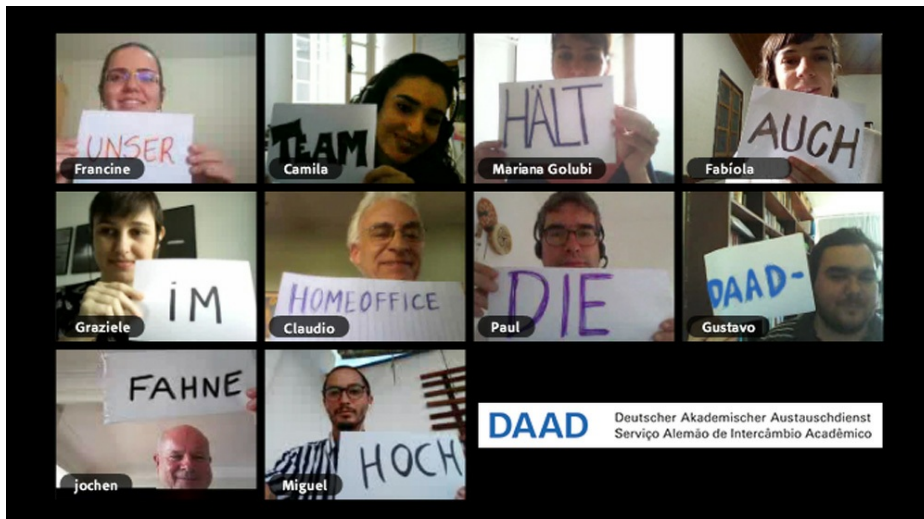 UNSER
Francine
TEAM
Camila
HÄLT
Mariana Golubi
AUCH
Fabíola
iM
Graziele
HOMEOFFICE
Claudio
DIE
Paul
DAAD-
Gustavo
FAHNE
jochen
HOCH
Miguel
DAAD
Deutscher Akademischer Austauschdienst
Serviço Alemão de Intercâmbio Acadêmico